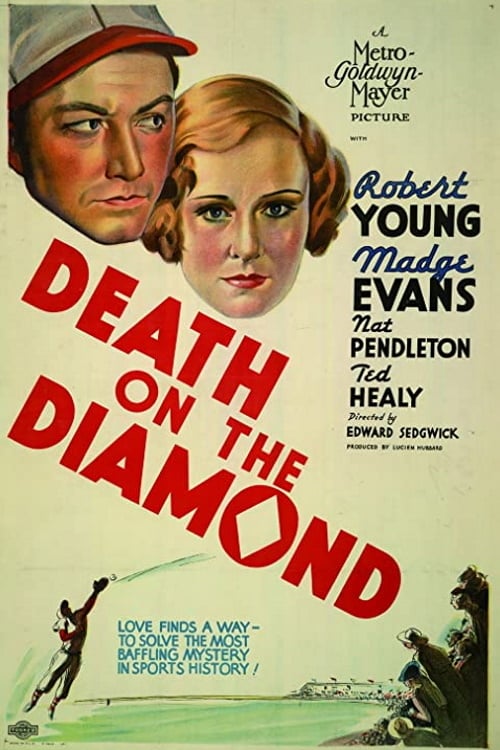 A
Metro-
Goldwyn-
Mayer
PICTURE
WITH
Robert
YOUNG
Madge
EVANS
Nat
PENDLETON
Ted
HEALY
Directed by
EDWARD SEDGWICK
PRODUCED BY LUCIEN HUBBARD
DEATH
ON
THE
DIAMOND
LOVE FINDS A WAY—
TO SOLVE THE MOST
BAFFLING MYSTERY
IN SPORTS HISTORY!